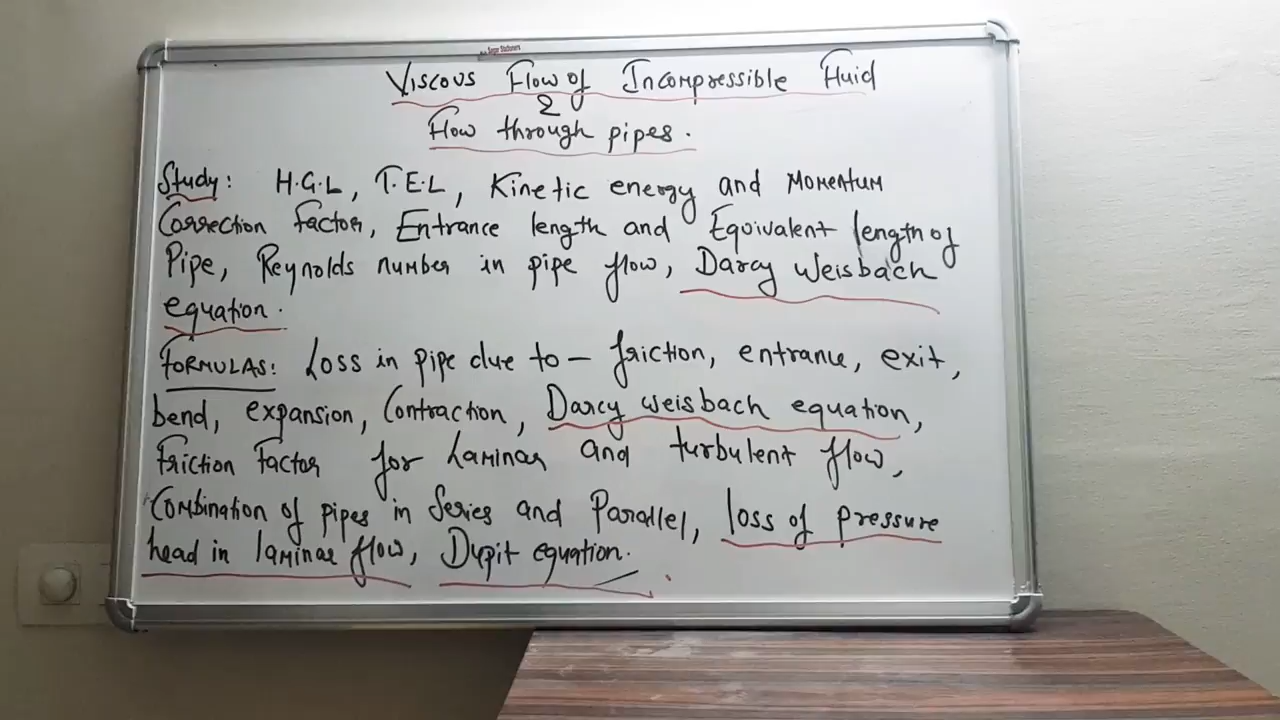 Sagar Stationers
Viscous Flow of Incompressible Fluid
&
Flow through pipes.
Study: H.G.L, T.E.L, Kinetic energy and Momentum
Correction factor, Entrance length and Equivalent length of
Pipe, Reynolds number in pipe flow, Darcy Weisbach
equation.
FORMULAS: Loss in pipe due to – friction, entrance, exit,
bend, expansion, Contraction, Darcy weisbach equation,
Friction Factor for Laminar and turbulent flow,
Combination of pipes in Series and Parallel, loss of pressure
head in laminar flow, Dupit equation.